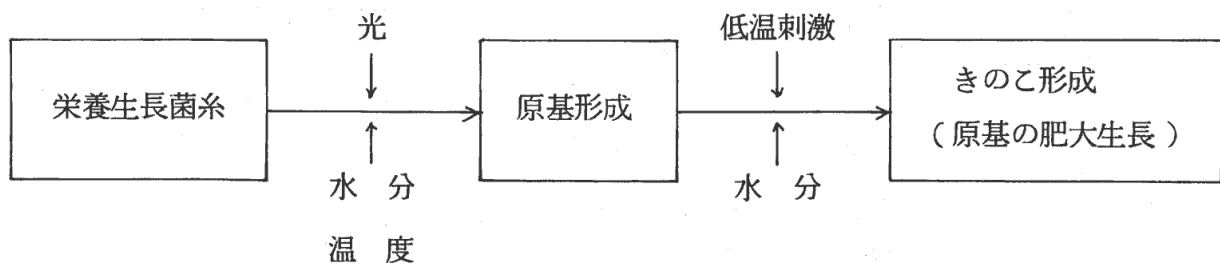 光
低温刺激
栄養生長菌糸
原基形成
きのこ形成
(原基の肥大生長)
水 分
温 度
水 分